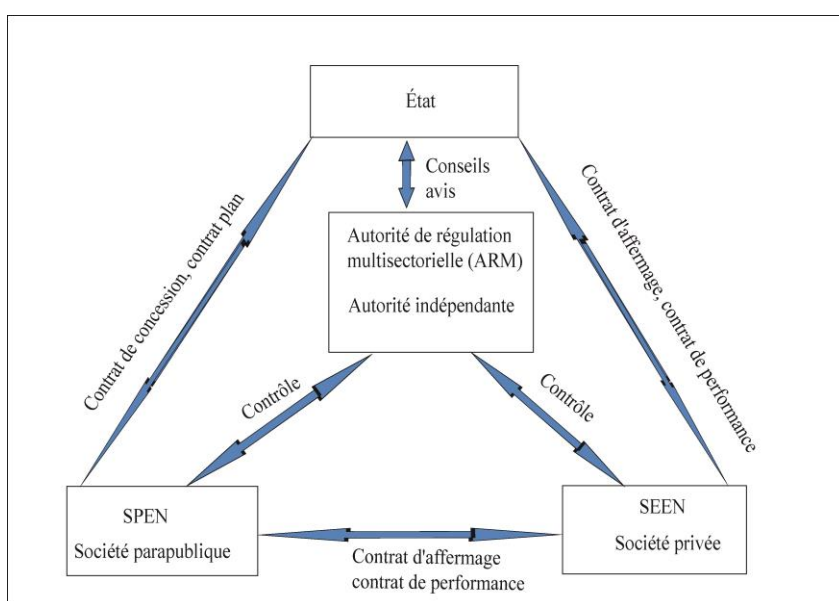 État
Conseils
avis
Contrat de concession, contrat plan
Contrat d'affermage, contrat de performance
Autorité de régulation
multisectorielle (ARM)
Autorité indépendante
Contrôle
Contrôle
SPEN
Société parapublique
SEEN
Société privée
Contrat d'affermage
contrat de performance